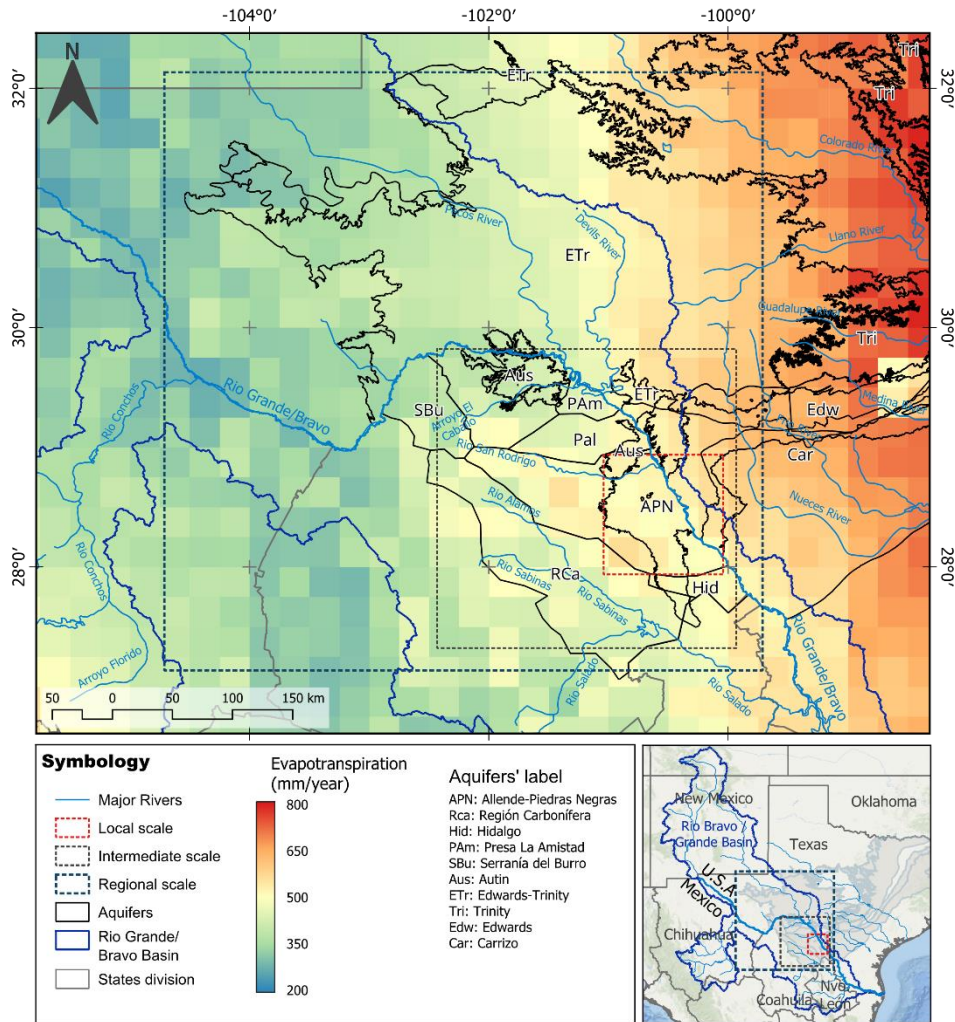 -104°0'
-102°0'
-100°0'
N
32°0'
32°0'
ETr
Tri
Tri
Colorado River
Pecos River
Devils River
ETr
Llano River
Guadalupe River
30°0'
30°0'
Tri
Rio Conchos
Rio Grande/Bravo
SBu
Aus
Arroyo El Caballo
PAm
ETr
Edw
Medina River
Pal
Aus
Car
Rio San Rodrigo
Rio Alamos
APN
Nueces River
28°0'
28°0'
Rio Conchos
RCa
Rio Sabinas
Rio Sabinas
Hid
Arroyo Florido
Rio Salado
Rio Salado
Rio Grande/Bravo
50 0 50 100 150 km
Symbology
Major Rivers
Local scale
Intermediate scale
Regional scale
Aquifers
Rio Grande/
Bravo Basin
States division
Evapotranspiration
(mm/year)
800
650
500
350
200
Aquifers' label
APN: Allende-Piedras Negras
Rca: Región Carbonífera
Hid: Hidalgo
PAm: Presa La Amistad
SBu: Serranía del Burro
Aus: Autin
ETr: Edwards-Trinity
Tri: Trinity
Edw: Edwards
Car: Carrizo
New Mexico
Oklahoma
Rio Bravo /
Grande Basin
Texas
U.S.A
Mexico
Chihuahua
Coahuila
Nvo.
León